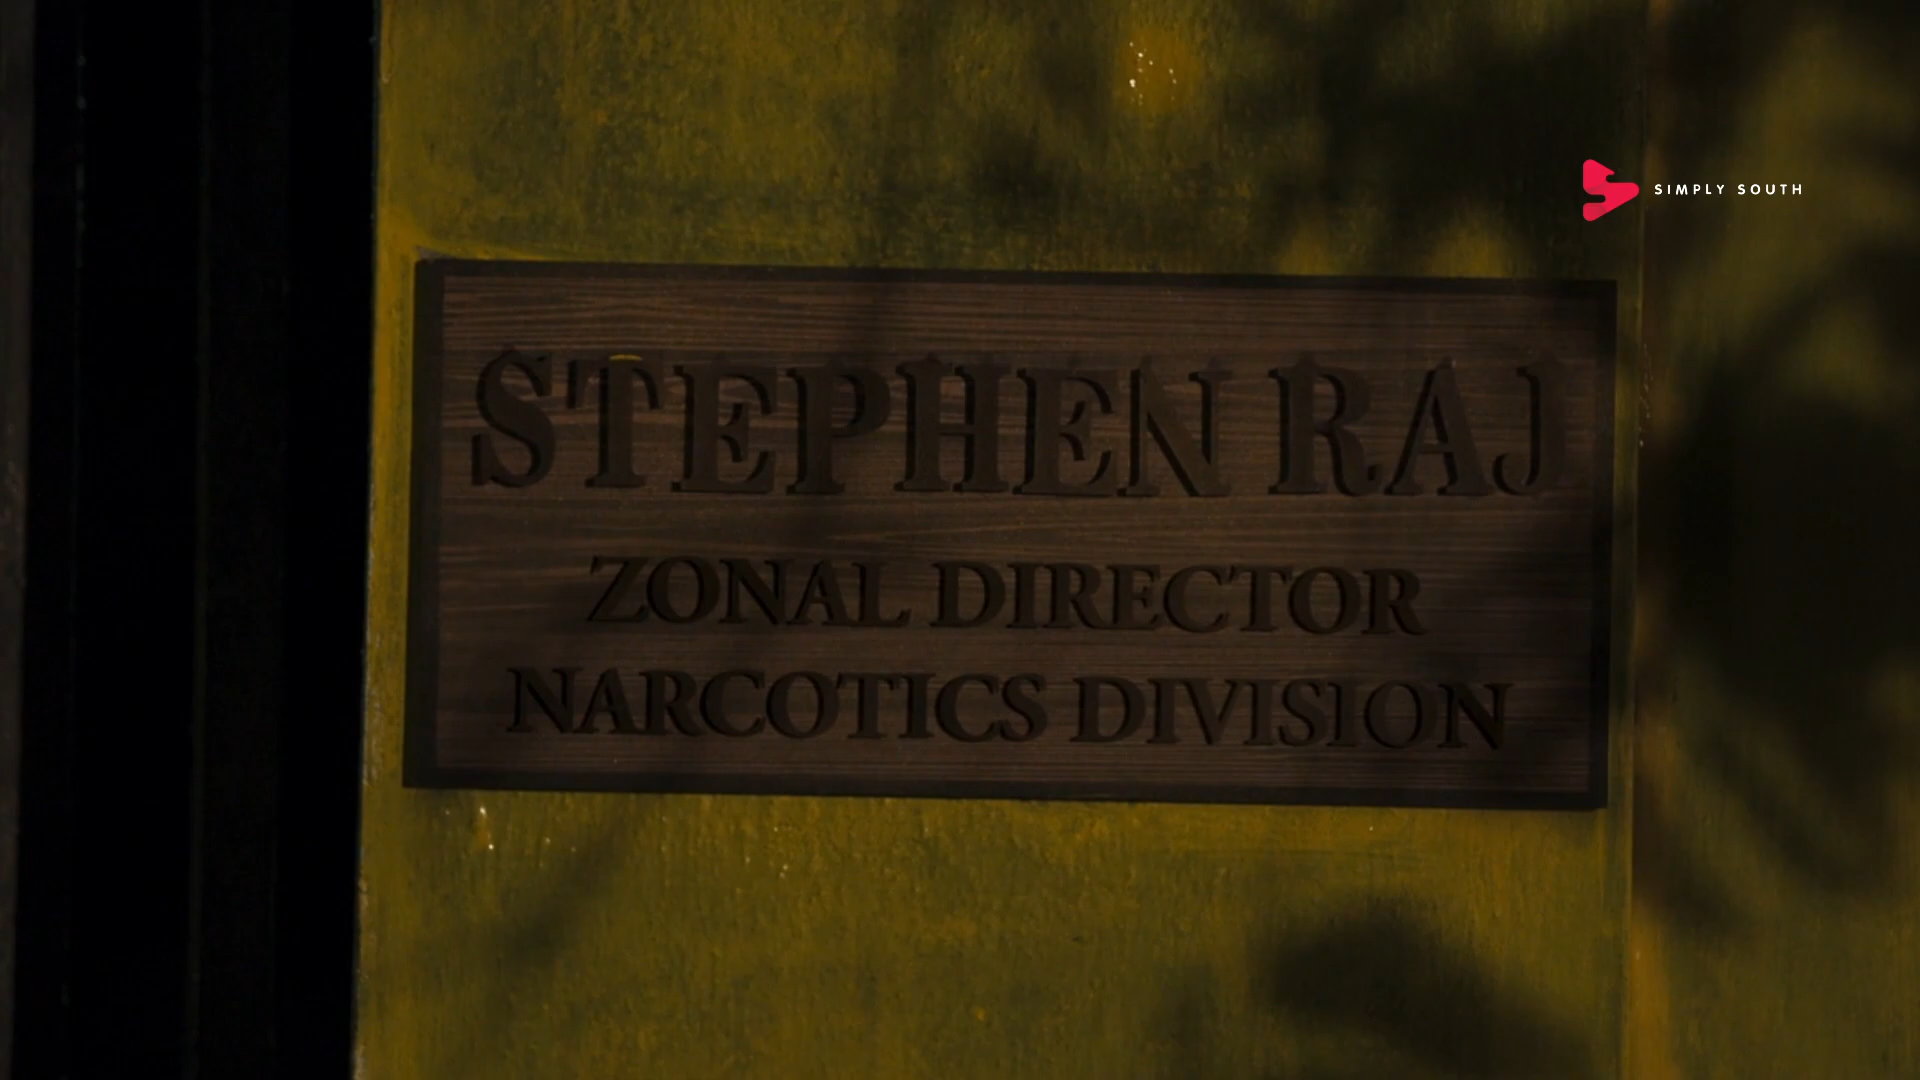 SIMPLY SOUTH
STEPHEN RAJ
ZONAL DIRECTOR
NARCOTICS DIVISION